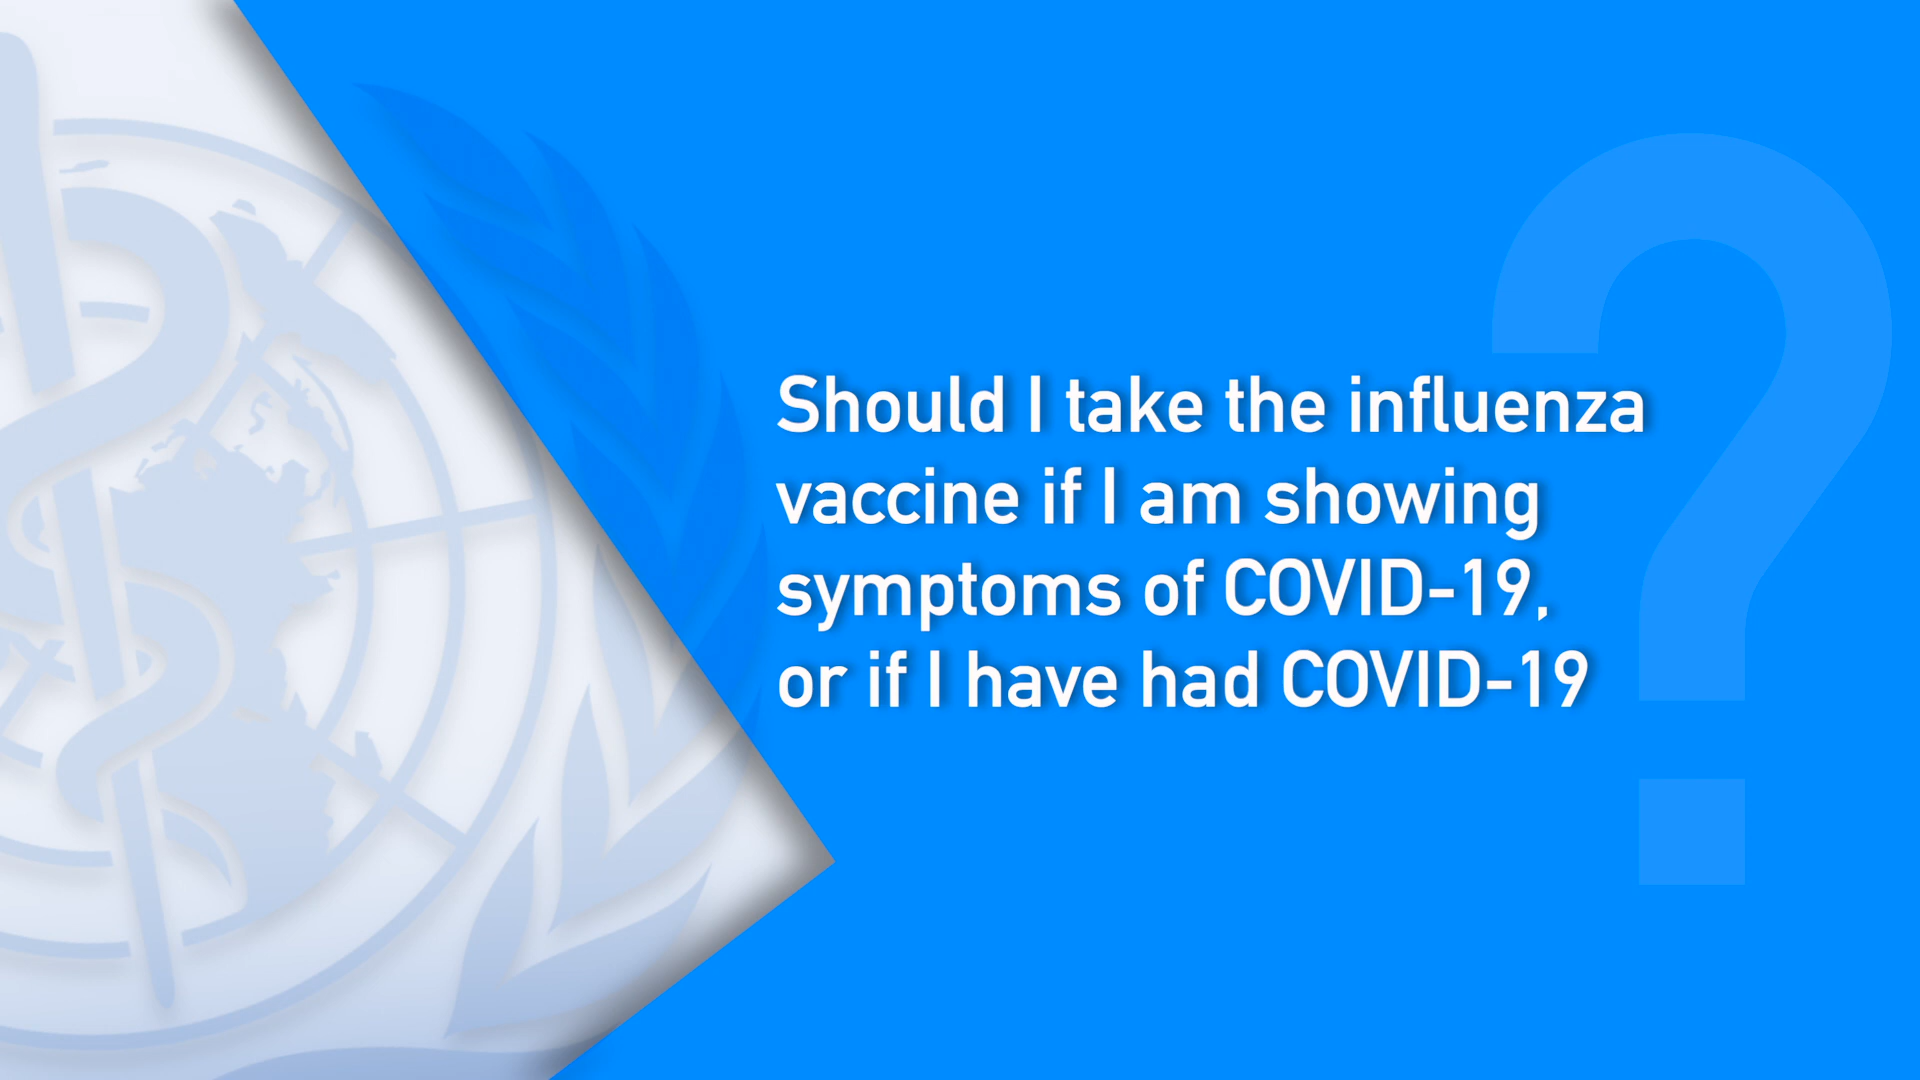 Should I take the influenza
vaccine if I am showing
symptoms of COVID-19,
or if I have had COVID-19
?